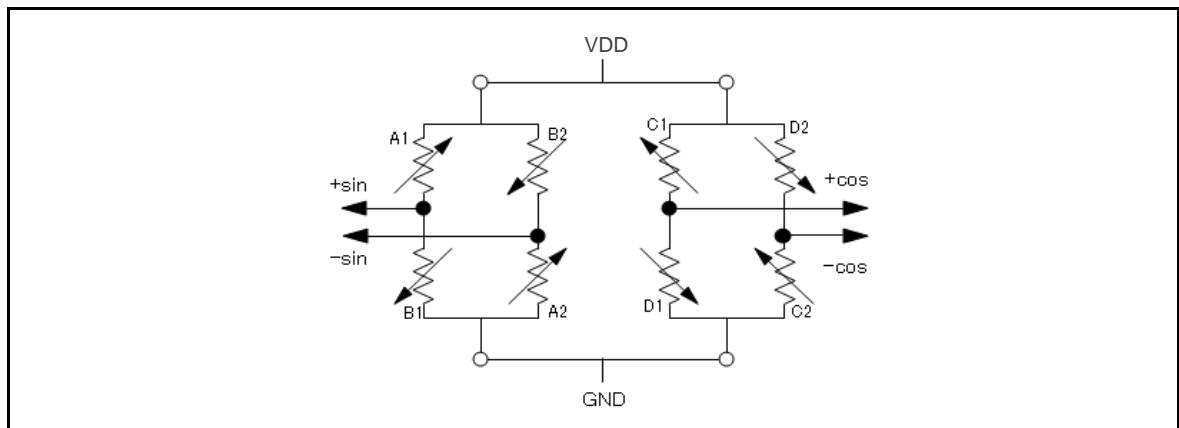 VDD
A1
B2
C1
D2
+sin
-sin
+cos
-cos
B1
A2
D1
C2
GND